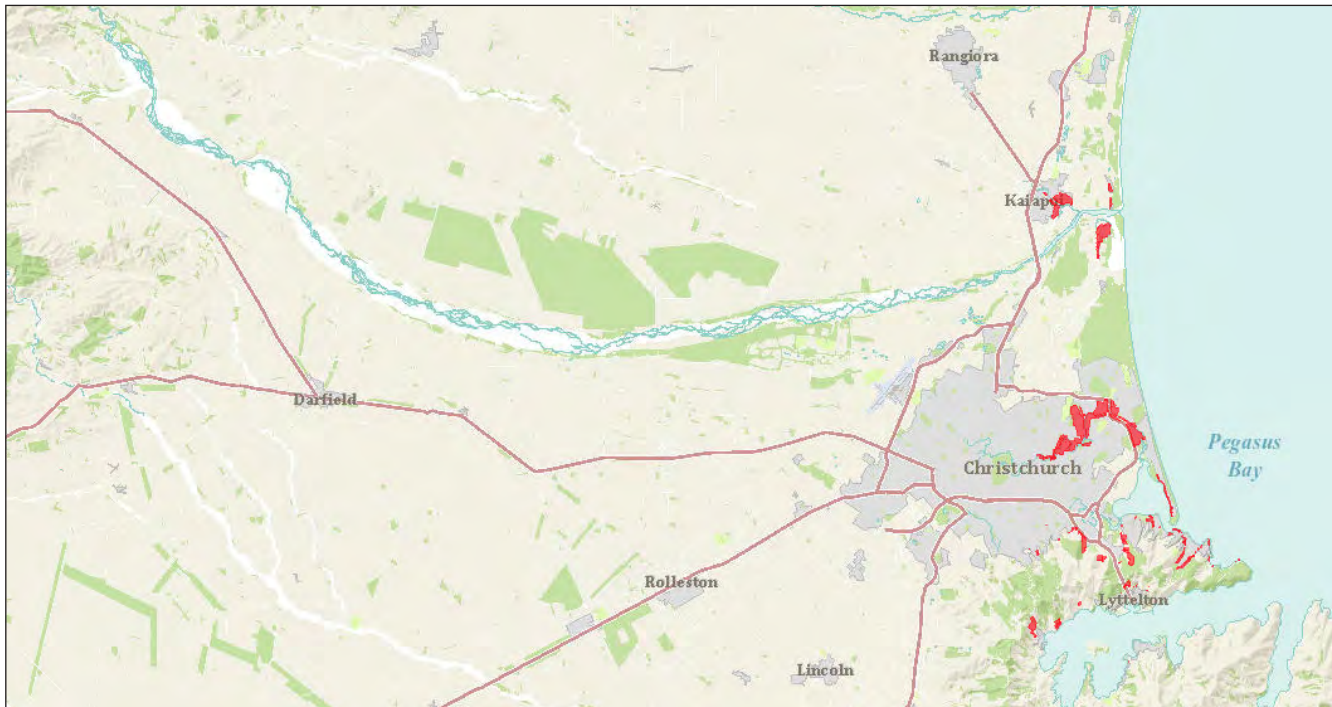 Rangiora
Kaiapoi
Darfield
Christchurch
Pegasus
Bay
Rolleston
Lyttelton
Lincoln